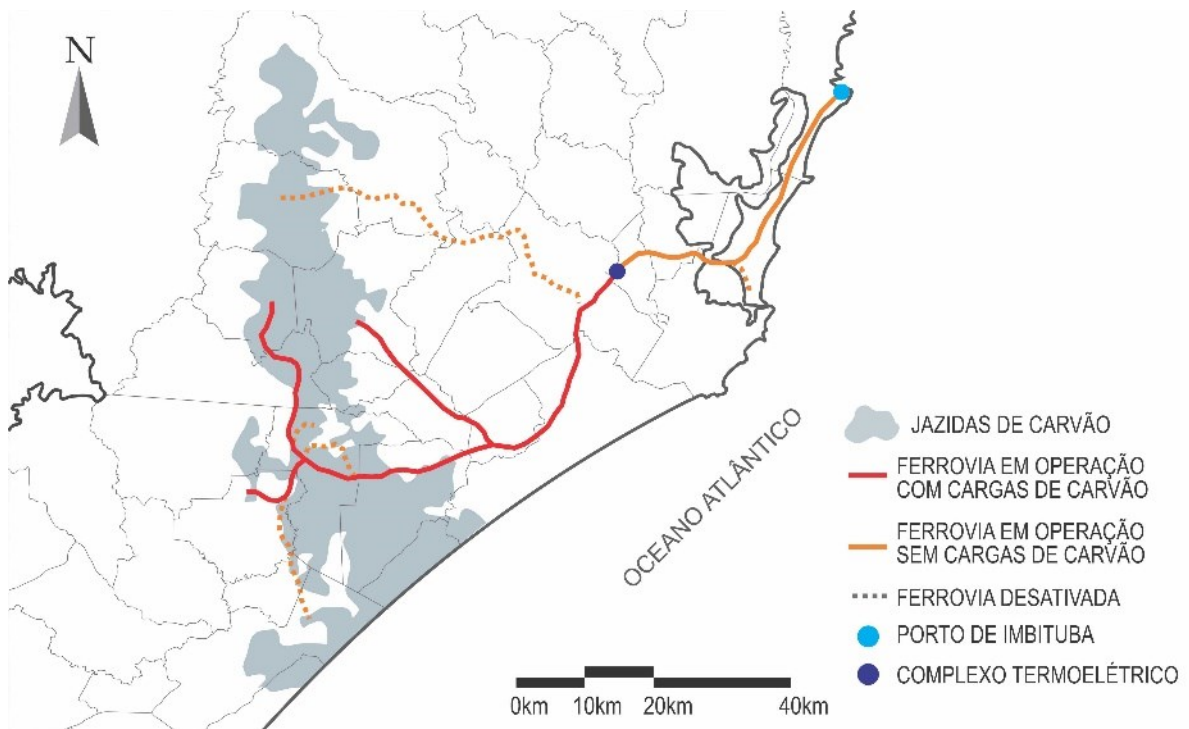 N
OCEANO ATLÂNTICO
JAZIDAS DE CARVÃO
FERROVIA EM OPERAÇÃO
COM CARGAS DE CARVÃO
FERROVIA EM OPERAÇÃO
SEM CARGAS DE CARVÃO
FERROVIA DESATIVADA
PORTO DE IMBITUBA
COMPLEXO TERMOELÉTRICO
0km 10km 20km 40km